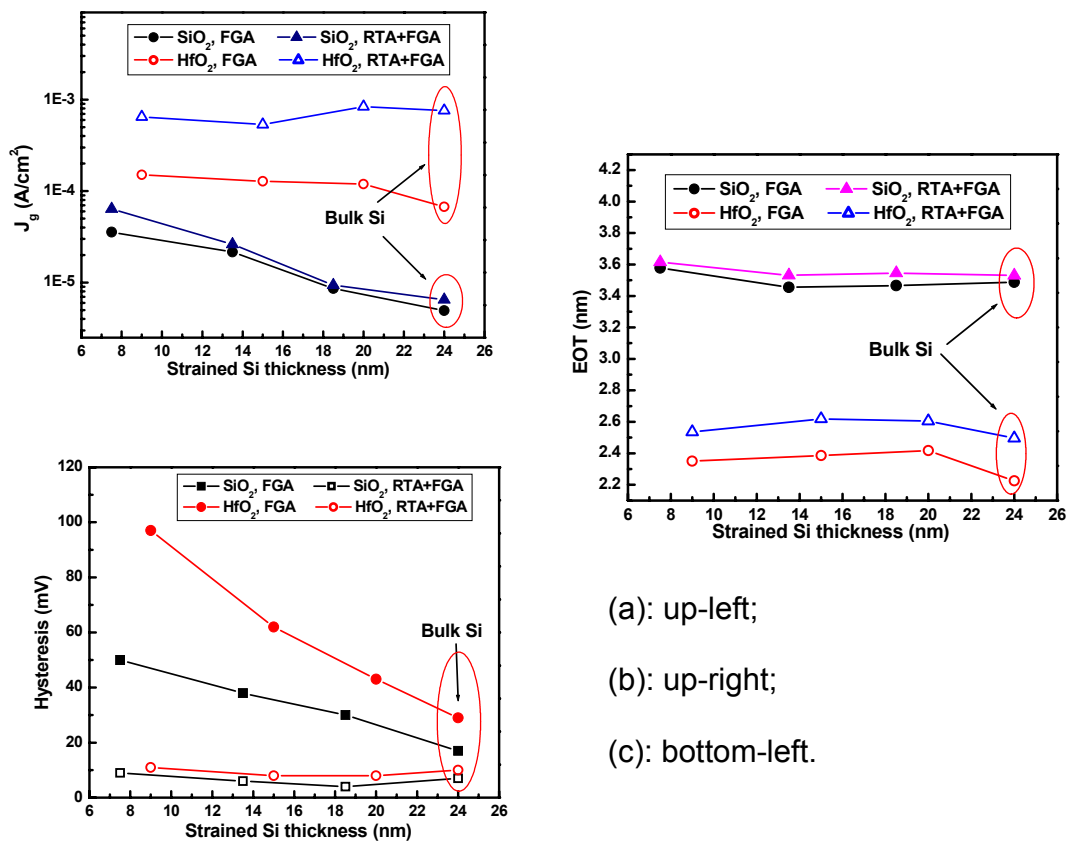 SiO2, FGA SiO2, RTA+FGA
HfO2, FGA HfO2, RTA+FGA
1E-3
1E-4
1E-5
Jg (A/cm2)
Bulk Si
6 8 10 12 14 16 18 20 22 24 26
Strained Si thickness (nm)
SiO2, FGA SiO2, RTA+FGA
HfO2, FGA HfO2, RTA+FGA
4.2
4.0
3.8
3.6
3.4
3.2
3.0
2.8
2.6
2.4
2.2
EOT (nm)
Bulk Si
6 8 10 12 14 16 18 20 22 24 26
Strained Si thickness (nm)
SiO2, FGA SiO2, RTA+FGA
HfO2, FGA HfO2, RTA+FGA
120
100
80
60
40
20
0
Hysteresis (mV)
Bulk Si
6 8 10 12 14 16 18 20 22 24 26
Strained Si thickness (nm)
(a): up-left;
(b): up-right;
(c): bottom-left.